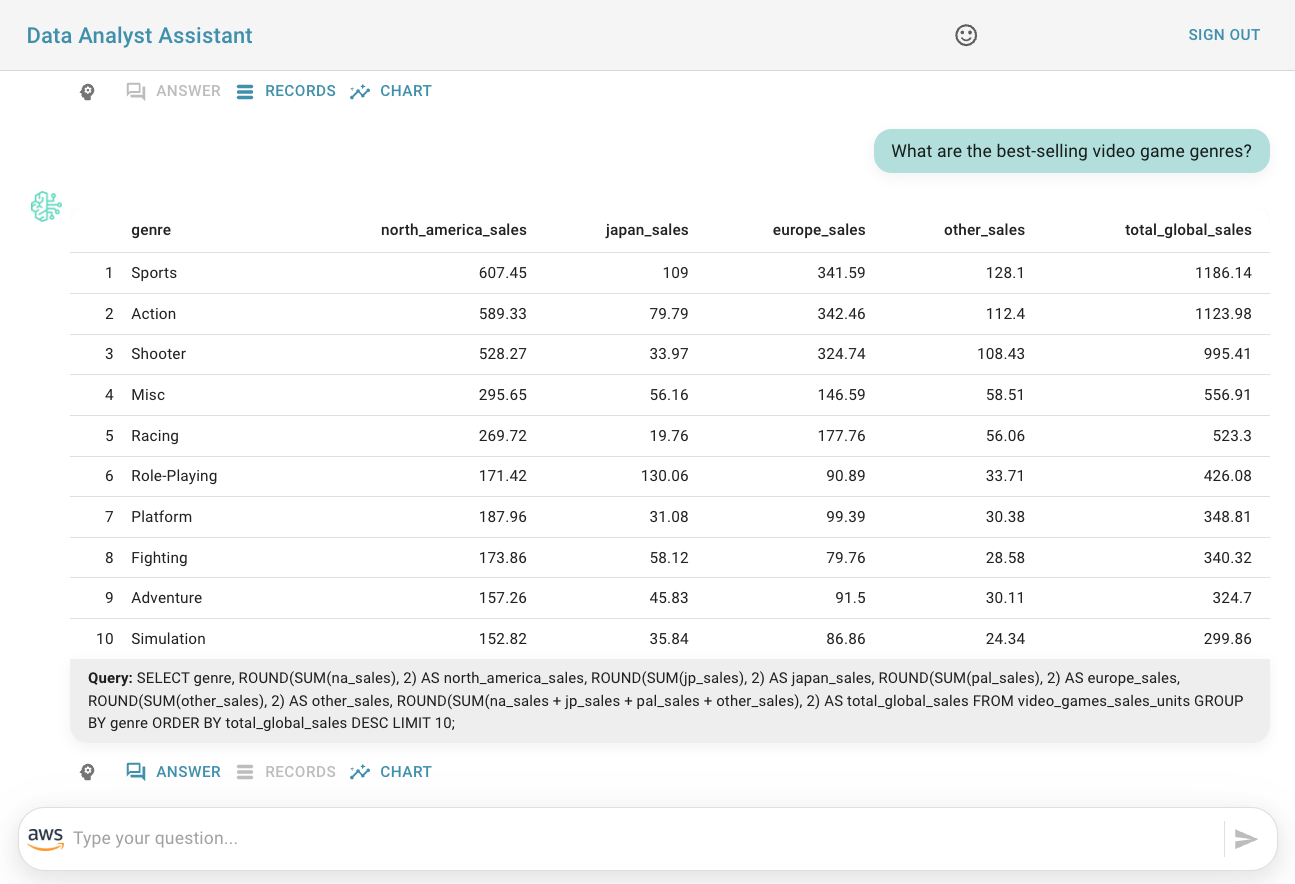 Data Analyst Assistant
SIGN OUT
ANSWER RECORDS CHART
What are the best-selling video game genres?
genre north_america_sales japan_sales europe_sales other_sales total_global_sales
1 Sports 607.45 109 341.59 128.1 1186.14
2 Action 589.33 79.79 342.46 112.4 1123.98
3 Shooter 528.27 33.97 324.74 108.43 995.41
4 Misc 295.65 56.16 146.59 58.51 556.91
5 Racing 269.72 19.76 177.76 56.06 523.3
6 Role-Playing 171.42 130.06 90.89 33.71 426.08
7 Platform 187.96 31.08 99.39 30.38 348.81
8 Fighting 173.86 58.12 79.76 28.58 340.32
9 Adventure 157.26 45.83 91.5 30.11 324.7
10 Simulation 152.82 35.84 86.86 24.34 299.86
Query: SELECT genre, ROUND(SUM(na_sales), 2) AS north_america_sales, ROUND(SUM(jp_sales), 2) AS japan_sales, ROUND(SUM(pal_sales), 2) AS europe_sales,
ROUND(SUM(other_sales), 2) AS other_sales, ROUND(SUM(na_sales + jp_sales + pal_sales + other_sales), 2) AS total_global_sales FROM video_games_sales_units GROUP
BY genre ORDER BY total_global_sales DESC LIMIT 10;
ANSWER RECORDS CHART
aws Type your question...